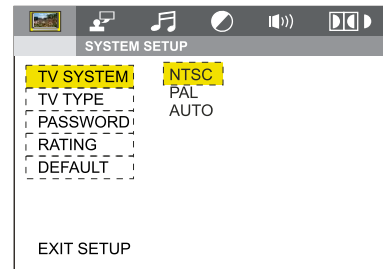 SYSTEM SETUP
TV SYSTEM NTSC
TV TYPE PAL
PASSWORD AUTO
RATING
DEFAULT
EXIT SETUP